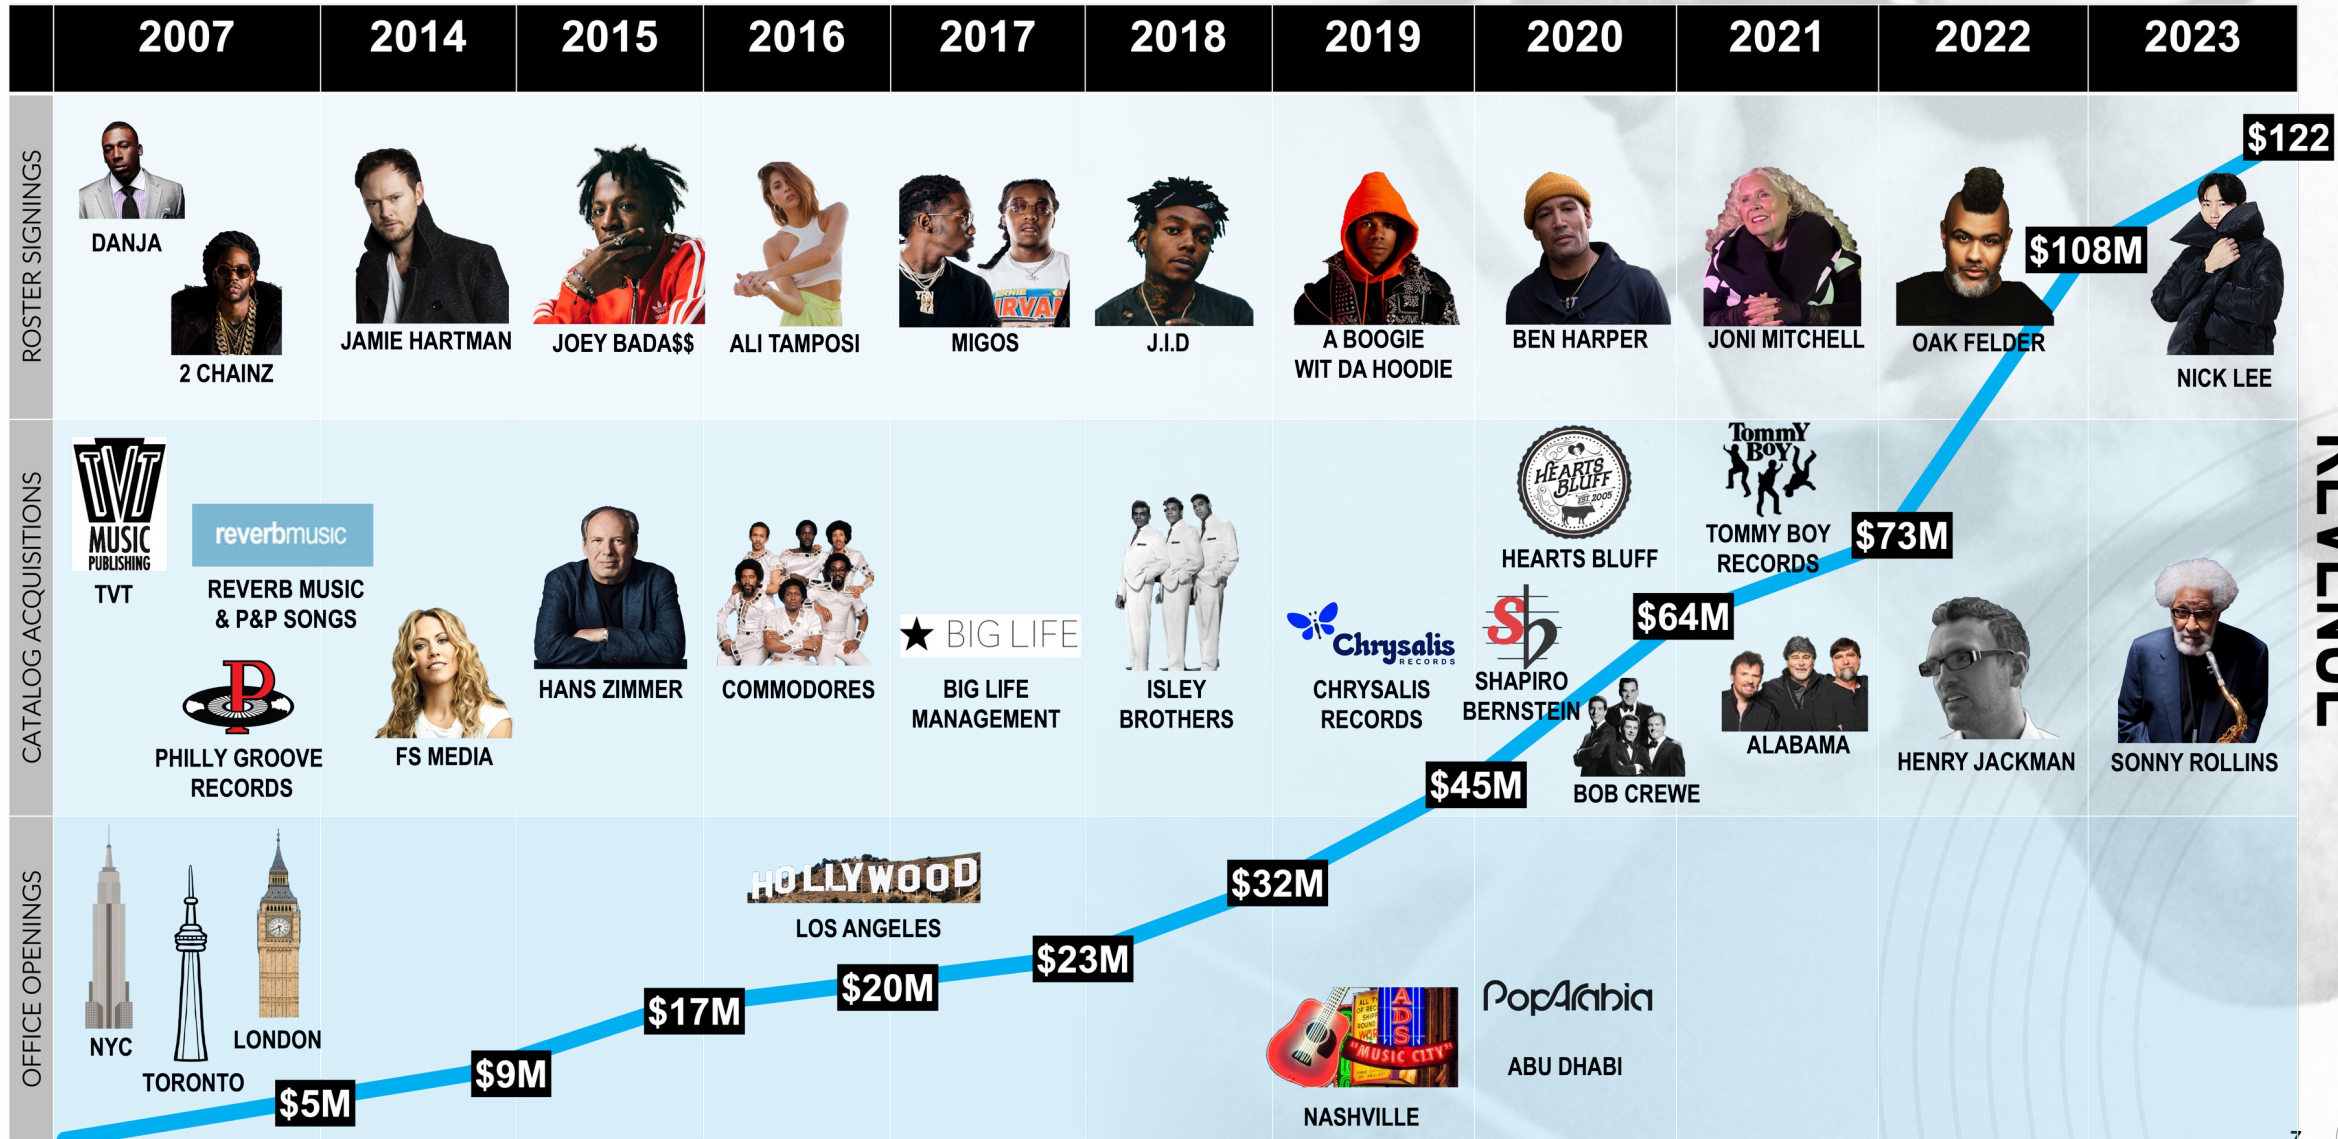 2007
2014
2015
2016
2017
2018
2019
2020
2021
2022
2023
ROSTER SIGNINGS
DANJA
2 CHAINZ
JAMIE HARTMAN
JOEY BADA$$
ALI TAMPOSI
MIGOS
J.I.D
A BOOGIE
WIT DA HOODIE
BEN HARPER
JONI MITCHELL
OAK FELDER
NICK LEE
$122
$108M
CATALOG ACQUISITIONS
TVT
MUSIC
PUBLISHING
TVT
reverbmusic
REVERB MUSIC
& P&P SONGS
P
PHILLY GROOVE
RECORDS
FS MEDIA
HANS ZIMMER
COMMODORES
BIG LIFE
BIG LIFE
MANAGEMENT
ISLEY
BROTHERS
Chrysalis
RECORDS
CHRYSALIS
RECORDS
HEARTS
BLUFF
EST. 2005
HEARTS BLUFF
Sb
SHAPIRO
BERNSTEIN
BOB CREWE
TommY
BoY
TOMMY BOY
RECORDS
ALABAMA
HENRY JACKMAN
SONNY ROLLINS
$73M
$64M
$45M
REVENUE
OFFICE OPENINGS
NYC
TORONTO
LONDON
HOLLYWOOD
LOS ANGELES
"MUSIC CITY"
NASHVILLE
PopArabia
ABU DHABI
$5M
$9M
$17M
$20M
$23M
$32M
7